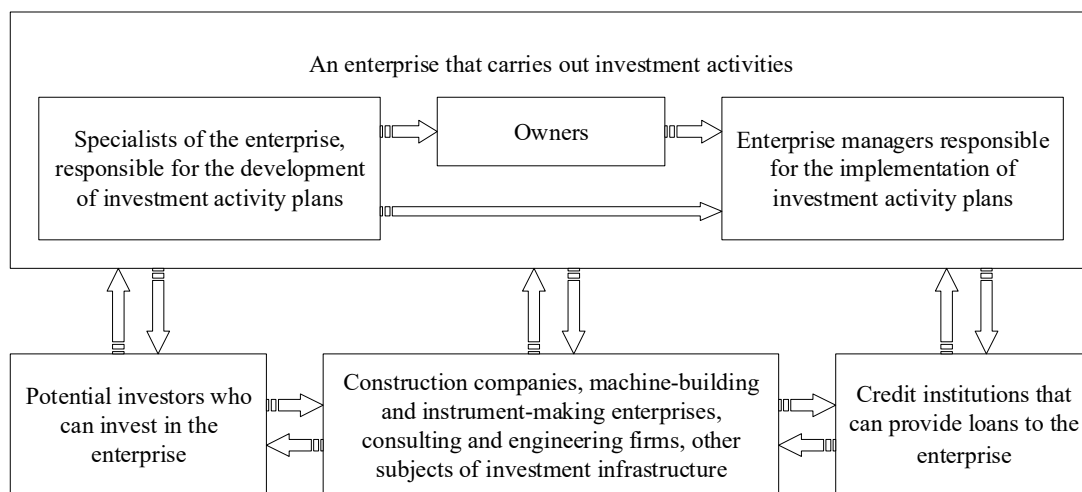 An enterprise that carries out investment activities
Specialists of the enterprise,
responsible for the development
of investment activity plans
Owners
Enterprise managers responsible
for the implementation of
investment activity plans
Potential investors who
can invest in the
enterprise
Construction companies, machine-building
and instrument-making enterprises,
consulting and engineering firms, other
subjects of investment infrastructure
Credit institutions that
can provide loans to the
enterprise